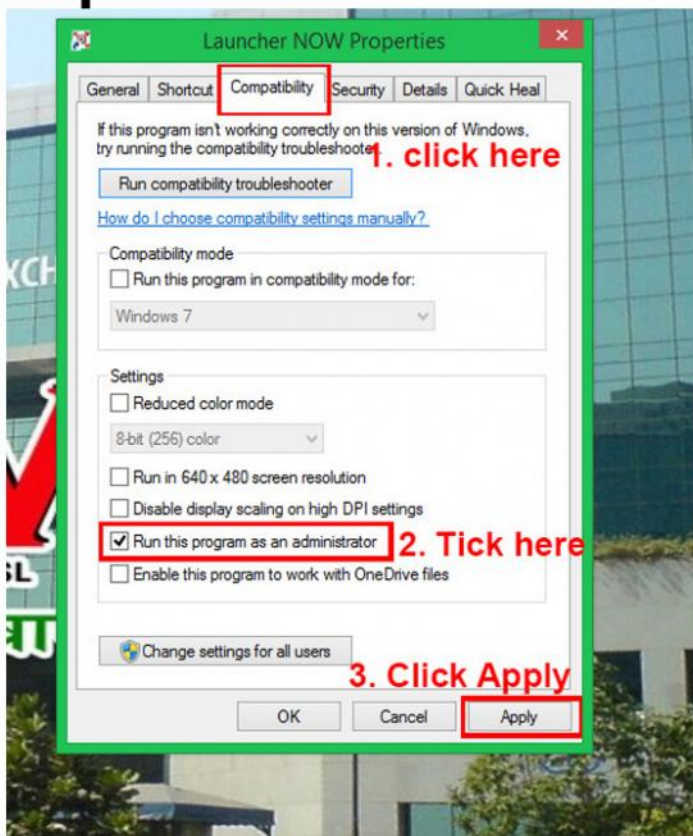 Launcher NOW Properties
General Shortcut Compatibility Security Details Quick Heal
If this program isn't working correctly on this version of Windows,
try running the compatibility troubleshooter.
1. click here
Run compatibility troubleshooter
How do I choose compatibility settings manually?
Compatibility mode
Run this program in compatibility mode for:
XCH
Windows 7
Settings
Reduced color mode
8-bit (256) color
Run in 640 x 480 screen resolution
Disable display scaling on high DPI settings
Run this program as an administrator
2. Tick here
SL
Enable this program to work with OneDrive files
Change settings for all users
3. Click Apply
OK Cancel Apply